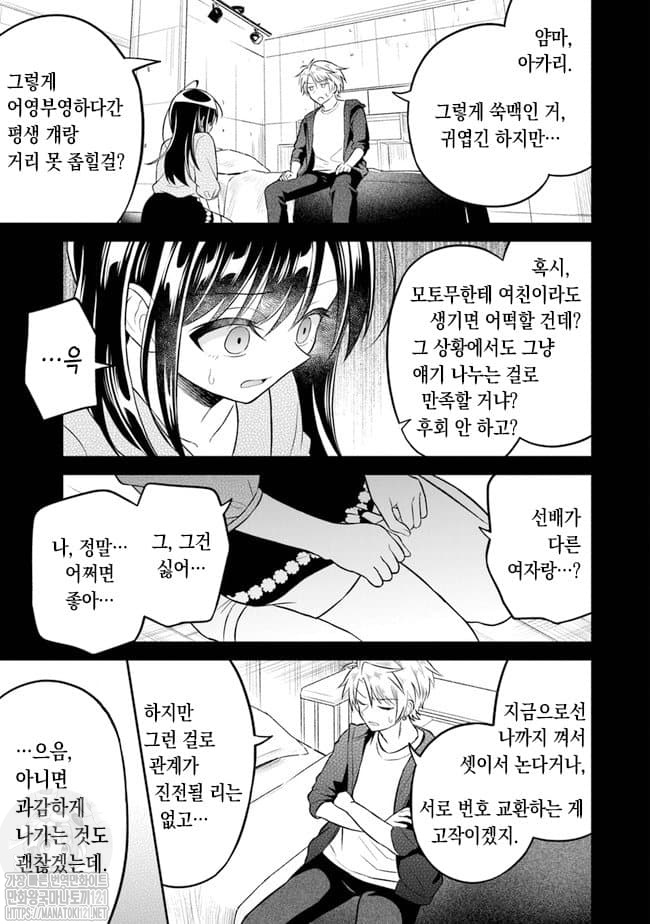 얌마,
아카리.
그렇게 쑥맥인 거,
귀엽긴 하지만…
그렇게
어영부영하다간
평생 걔랑
거리 못 좁힐걸?
혹시,
모토무한테 여친이라도
생기면 어떡할 건데?
그 상황에서도 그냥
얘기 나누는 걸로
만족할 거냐?
후회 안 하고?
…윽
선배가
다른
여자랑…?
그, 그건
싫어…
나, 정말…
어쩌면
좋아…
지금으로선
나까지 껴서
셋이서 논다거나,
서로 번호 교환하는 게
고작이겠지.
하지만
그런 걸로
관계가
진전될 리는
없고…
…으음,
아니면
과감하게
나가는 것도
괜찮겠는데.
가장 빠른 번역만화사이트
만화왕국마나토끼121
HTTPS://MANATOKI121.NET